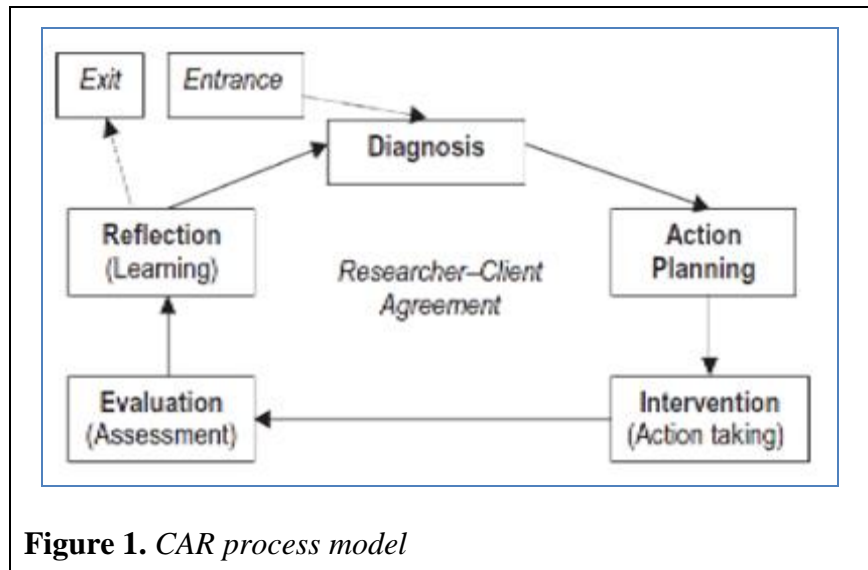 Exit
Entrance
Diagnosis
Reflection
(Learning)
Action
Planning
Researcher–Client
Agreement
Evaluation
(Assessment)
Intervention
(Action taking)
Figure 1. CAR process model